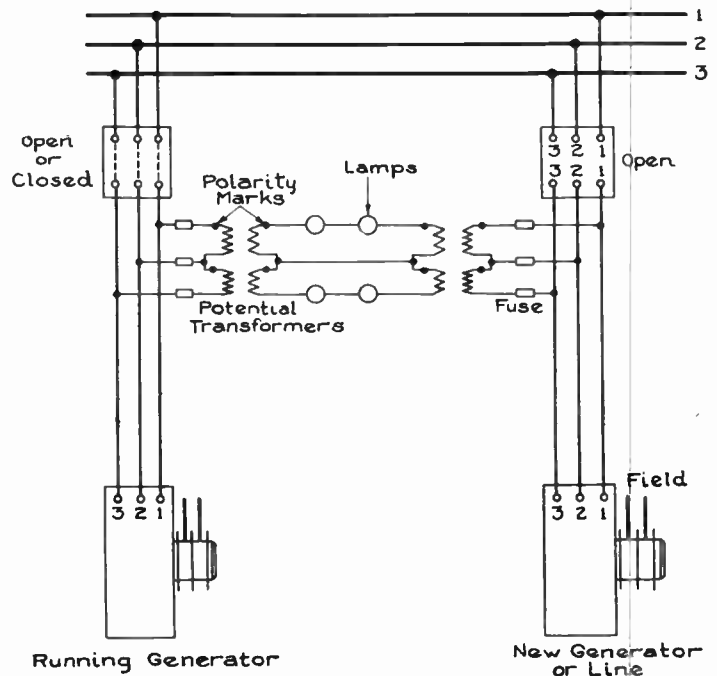 1
2
3
Open
or
Closed
3 2 1
3 2 1
Open
Lamps
Polarity
Marks
Potential
Transformers
Fuse
3 2 1
3 2 1
Field
Running Generator
New Generator
or Line